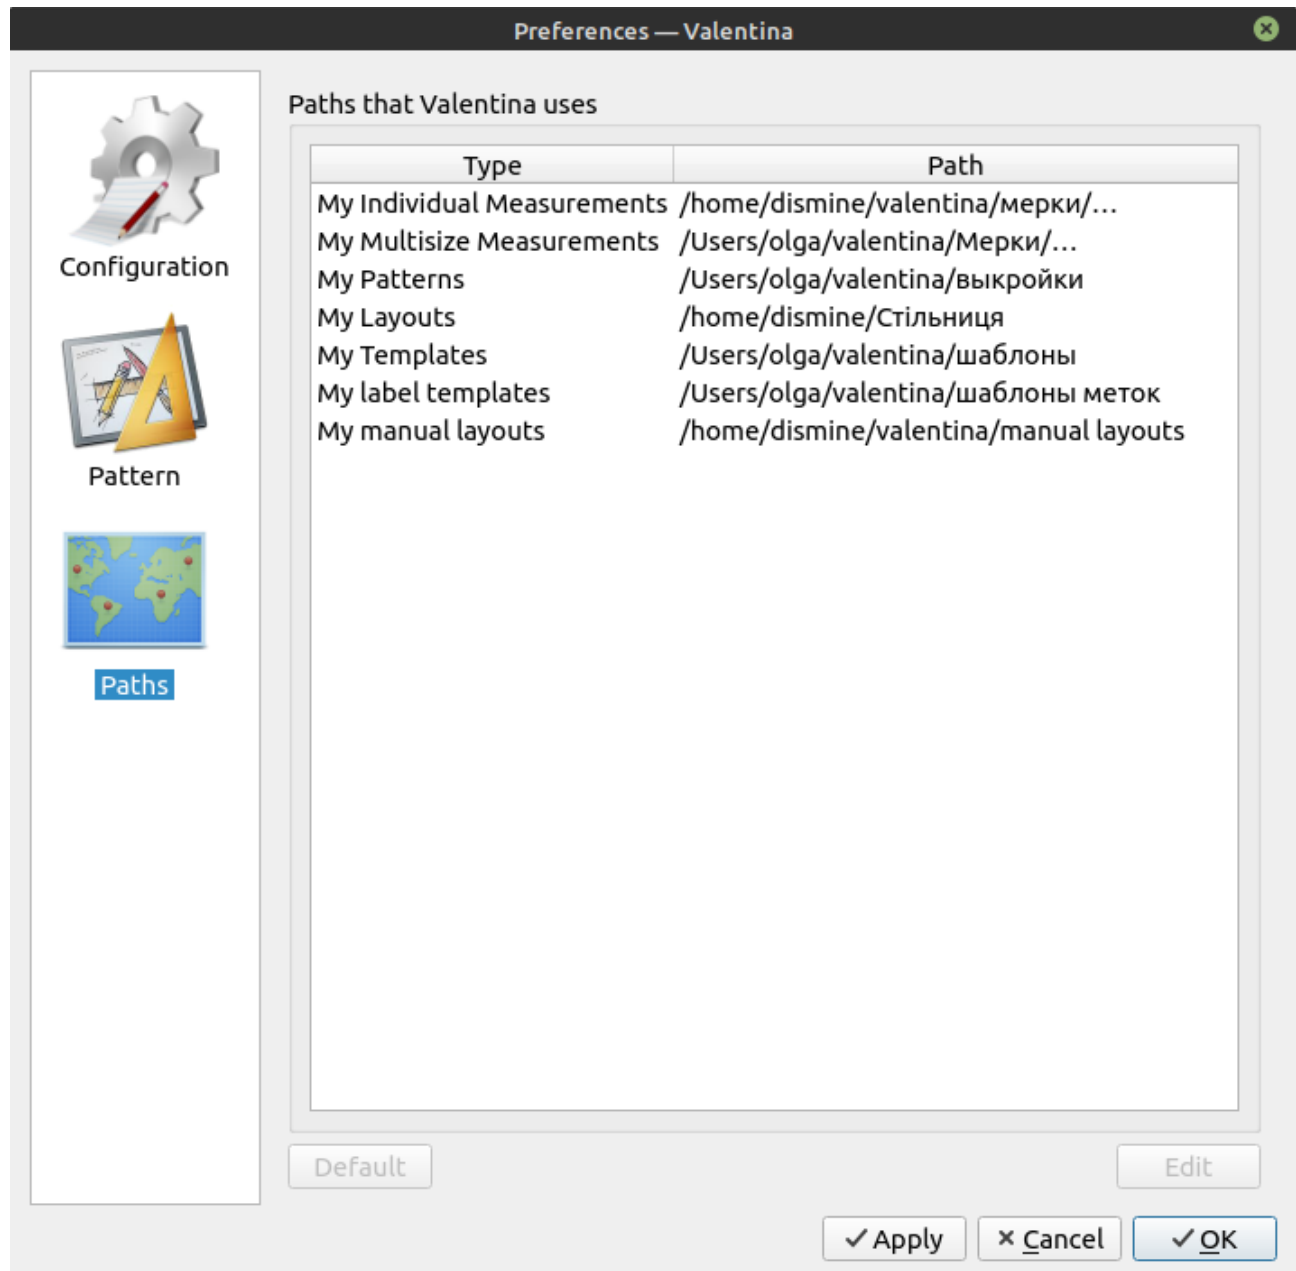 Preferences — Valentina
Configuration
Pattern
Paths
Paths that Valentina uses
Type Path
My Individual Measurements /home/dismine/valentina/мерки/...
My Multisize Measurements /Users/olga/valentina/Мерки/...
My Patterns /Users/olga/valentina/выкройки
My Layouts /home/dismine/Стільниця
My Templates /Users/olga/valentina/шаблоны
My label templates /Users/olga/valentina/шаблоны меток
My manual layouts /home/dismine/valentina/manual layouts
Default Edit
Apply Cancel OK